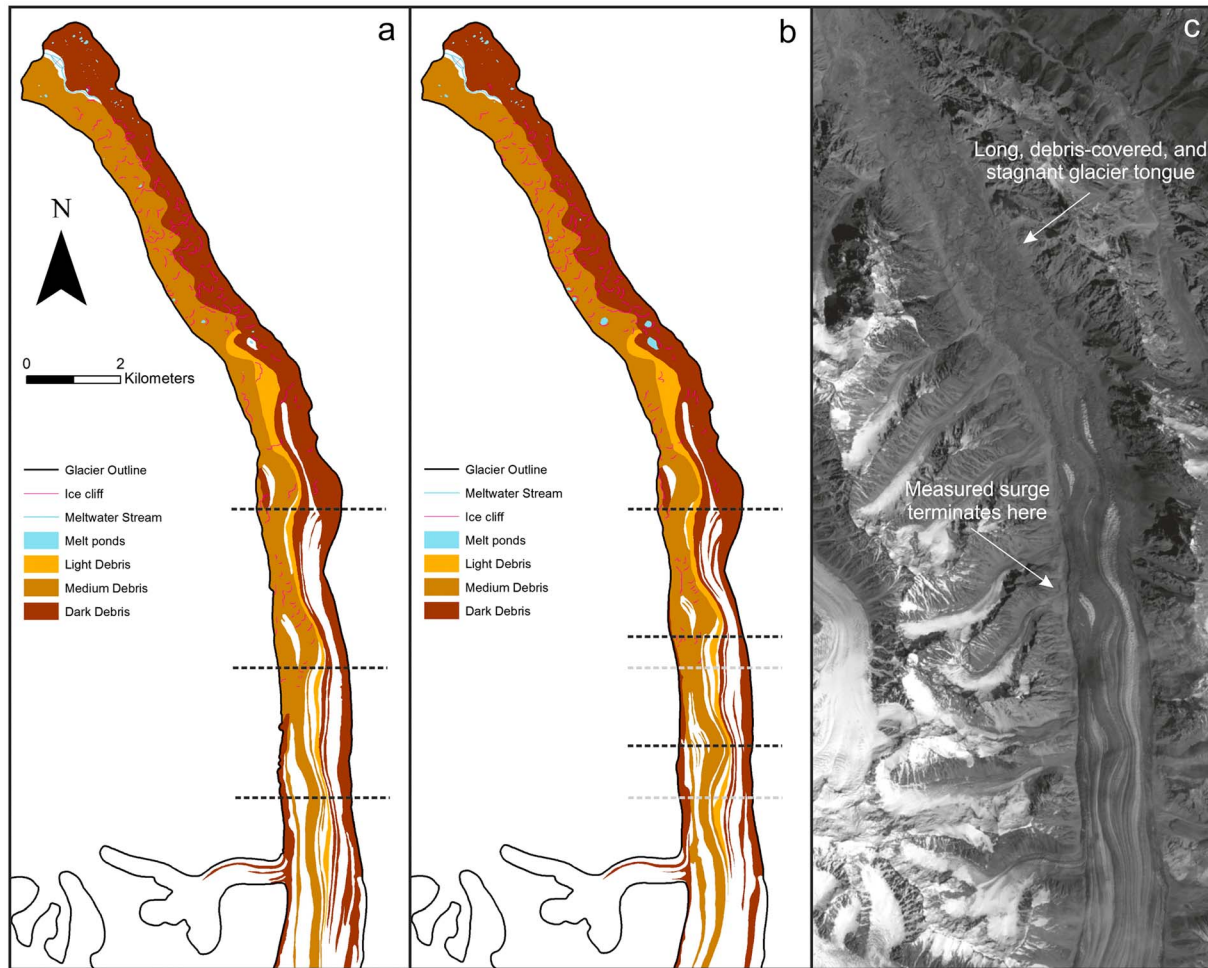 a
N
0 2
Kilometers
Glacier Outline
Ice cliff
Meltwater Stream
Melt ponds
Light Debris
Medium Debris
Dark Debris
b
Glacier Outline
Meltwater Stream
Ice cliff
Melt ponds
Light Debris
Medium Debris
Dark Debris
c
Long, debris-covered, and
stagnant glacier tongue
Measured surge
terminates here